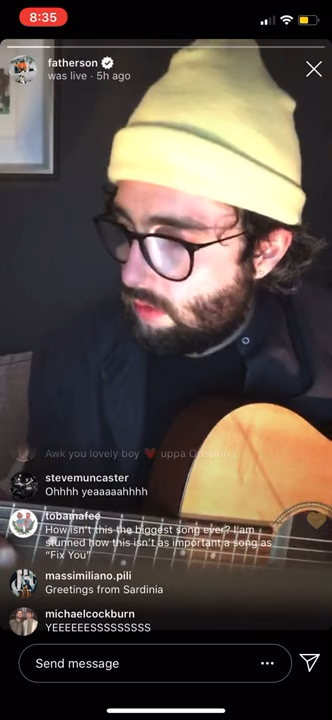 8:35
fatherson
was live · 5h ago
Awk you lovely boy ❤️ uppa
stevemuncaster
Ohhhh yeaaaaahhhh
tobamafee
How isn't this the biggest song ever? I am
stunned how this isn't as important a song as
"Fix You"
massimiliano.pili
Greetings from Sardinia
michaelcockburn
YEEEEEESSSSSSSSS
Send message